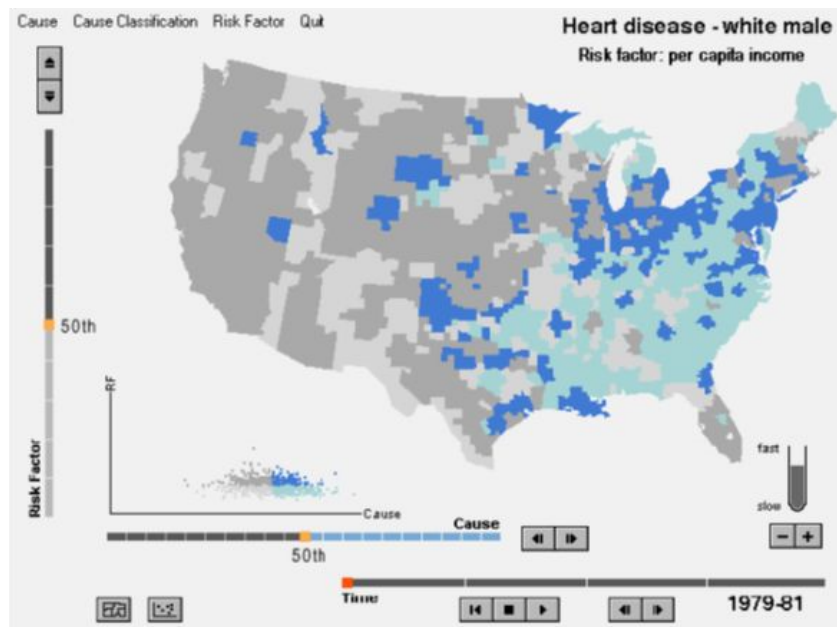 Cause Cause Classification Risk Factor Quit
Heart disease - white male
Risk factor: per capita income
50th
Risk Factor
RF
Cause
Cause
50th
fast
slow
Time
1979-81